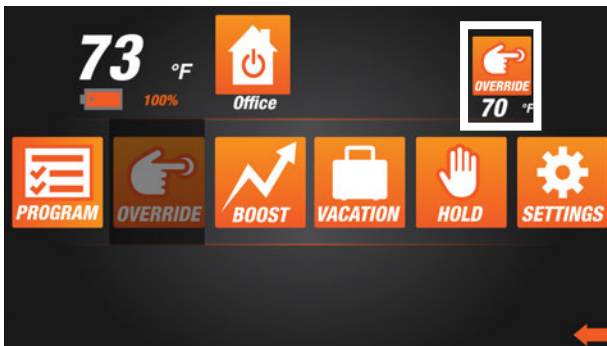 73 °F
100%
Office
OVERRIDE
70 °F
PROGRAM
OVERRIDE
BOOST
VACATION
HOLD
SETTINGS